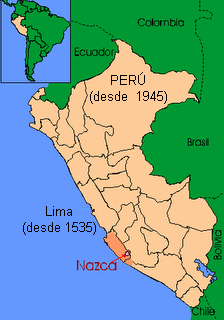 Colombia
Ecuador
PERÚ
(desde 1945)
Brasil
Lima
(desde 1535)
Bolivia
Nazca
Chile